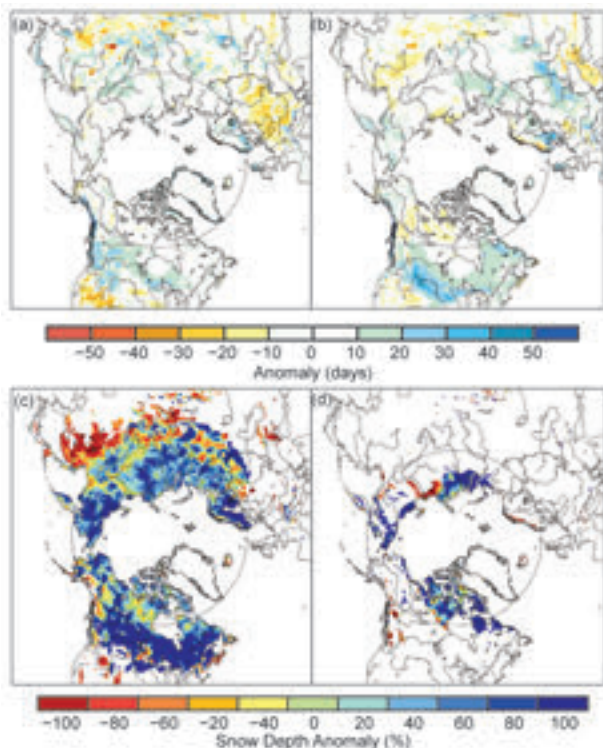 (a)
(b)
−50 −40 −30 −20 −10 0 10 20 30 40 50
Anomaly (days)
(c)
(d)
−100 −80 −60 −20 −40 0 20 40 60 80 100
Snow Depth Anomaly (%)